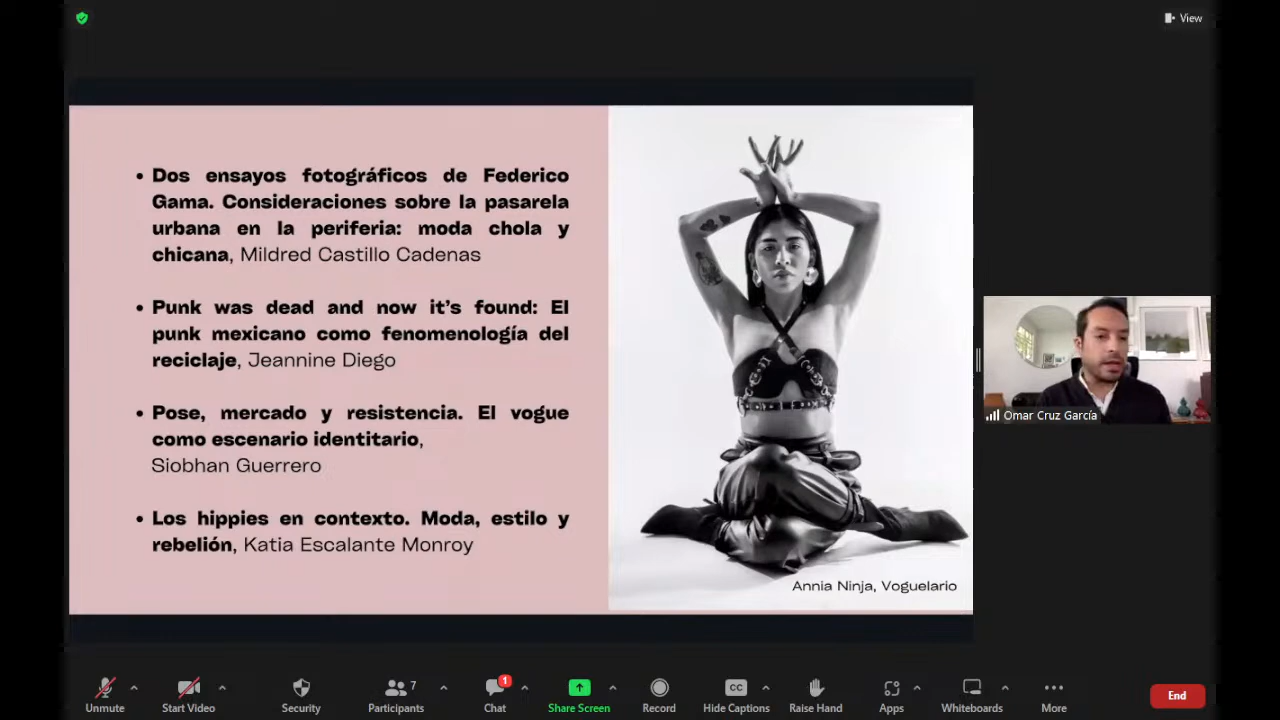 View
• Dos ensayos fotográficos de Federico
Gama. Consideraciones sobre la pasarela
urbana en la periferia: moda chola y
chicana, Mildred Castillo Cadenas
• Punk was dead and now it's found: El
punk mexicano como fenomenología del
reciclaje, Jeannine Diego
• Pose, mercado y resistencia. El vogue
como escenario identitario,
Siobhan Guerrero
• Los hippies en contexto. Moda, estilo y
rebelión, Katia Escalante Monroy
Annia Ninja, Voguelario
Omar Cruz García
7
1
CC
Unmute
Start Video
Security
Participants
Chat
Share Screen
Record
Hide Captions
Raise Hand
Apps
Whiteboards
More
End